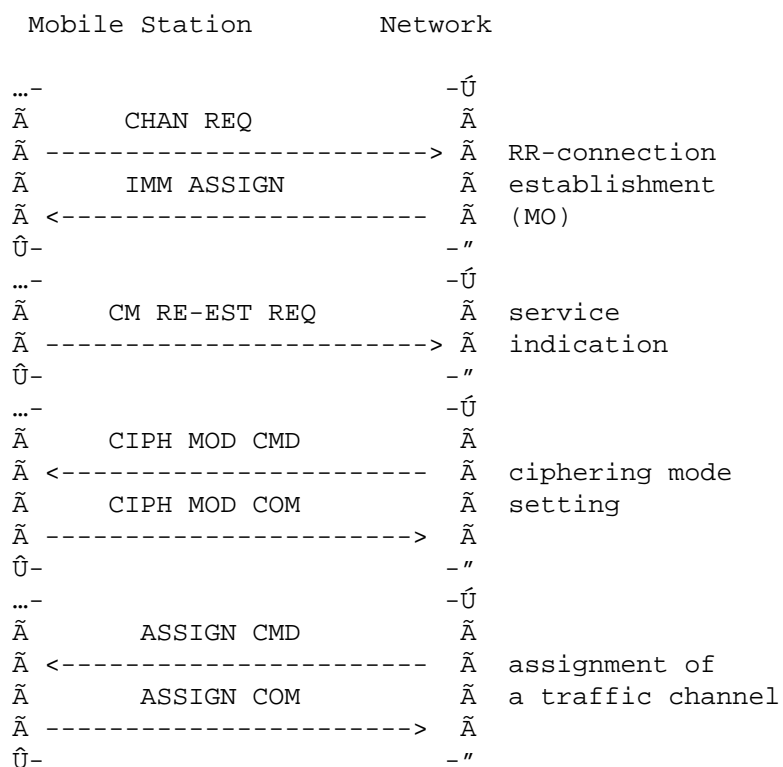 Mobile Station Network
…- -Ú
Ã CHAN REQ Ã
Ã ------------------------> Ã RR-connection
Ã IMM ASSIGN Ã establishment
Ã <----------------------- Ã (MO)
Û- -"
…- -Ú
Ã CM RE-EST REQ Ã service
Ã ------------------------> Ã indication
Û- -"
…- -Ú
Ã CIPH MOD CMD Ã
Ã <----------------------- Ã ciphering mode
Ã CIPH MOD COM Ã setting
Ã -----------------------> Ã
Û- -"
…- -Ú
Ã ASSIGN CMD Ã
Ã <----------------------- Ã assignment of
Ã ASSIGN COM Ã a traffic channel
Ã -----------------------> Ã
Û- -"